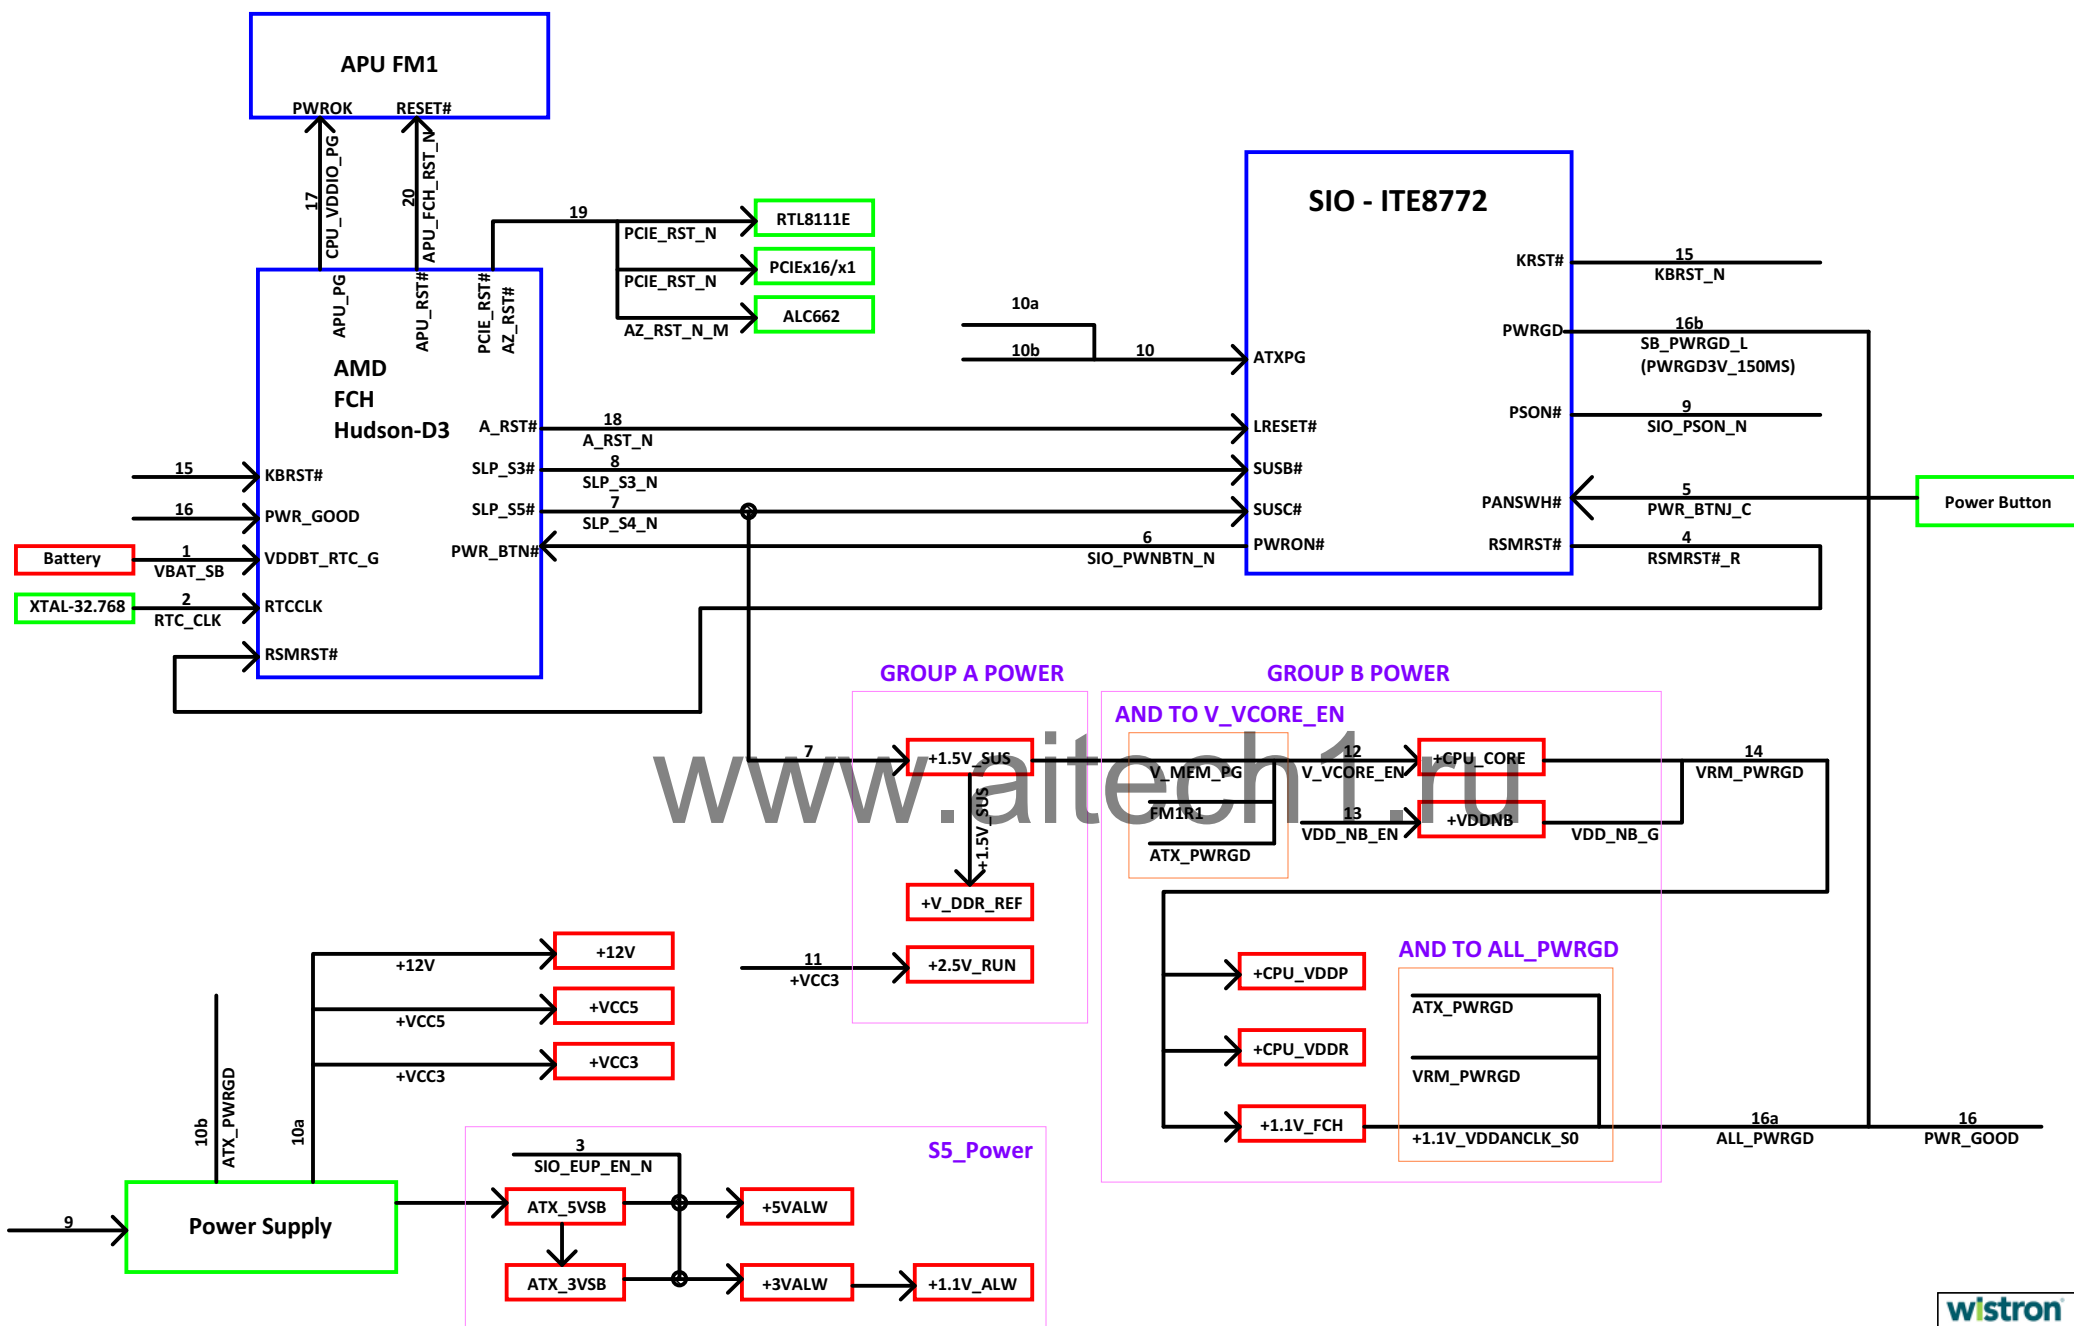 APU FM1
PWROK
RESET#
17
CPU_VDDIO_PG
20
APU_FCH_RST_N
APU_PG
APU_RST#
PCIE_RST#
AZ_RST#
19
PCIE_RST_N
RTL8111E
PCIE_RST_N
PCIEx16/x1
AZ_RST_N_M
ALC662
AMD
FCH
Hudson-D3
A_RST#
SLP_S3#
SLP_S5#
PWR_BTN#
15
KBRST#
16
PWR_GOOD
Battery
1
VBAT_SB
VDDBT_RTC_G
XTAL-32.768
2
RTC_CLK
RTCCLK
RSMRST#
18
A_RST_N
8
SLP_S3_N
7
SLP_S4_N
6
SIO_PWNBTN_N
10a
10b
10
SIO - ITE8772
ATXPG
LRESET#
SUSB#
SUSC#
PWRON#
KRST#
PWRGD
PSON#
PANSWH#
RSMRST#
15
KBRST_N
16b
SB_PWRGD_L
(PWRGD3V_150MS)
9
SIO_PSON_N
5
PWR_BTNJ_C
4
RSMRST#_R
Power Button
GROUP A POWER
7
+1.5V_SUS
+1.5V_SUS
+V_DDR_REF
11
+VCC3
+2.5V_RUN
GROUP B POWER
AND TO V_VCORE_EN
V_MEM_PG
FM1R1
ATX_PWRGD
12
V_VCORE_EN
+CPU_CORE
13
VDD_NB_EN
+VDDNB
VDD_NB_G
14
VRM_PWRGD
www.aitech1.ru
+CPU_VDDP
+CPU_VDDR
+1.1V_FCH
AND TO ALL_PWRGD
ATX_PWRGD
VRM_PWRGD
+1.1V_VDDANCLK_S0
16a
ALL_PWRGD
16
PWR_GOOD
+12V
+12V
+VCC5
+VCC5
+VCC3
+VCC3
10b
ATX_PWRGD
10a
9
Power Supply
S5_Power
3
SIO_EUP_EN_N
ATX_5VSB
+5VALW
ATX_3VSB
+3VALW
+1.1V_ALW
wistron